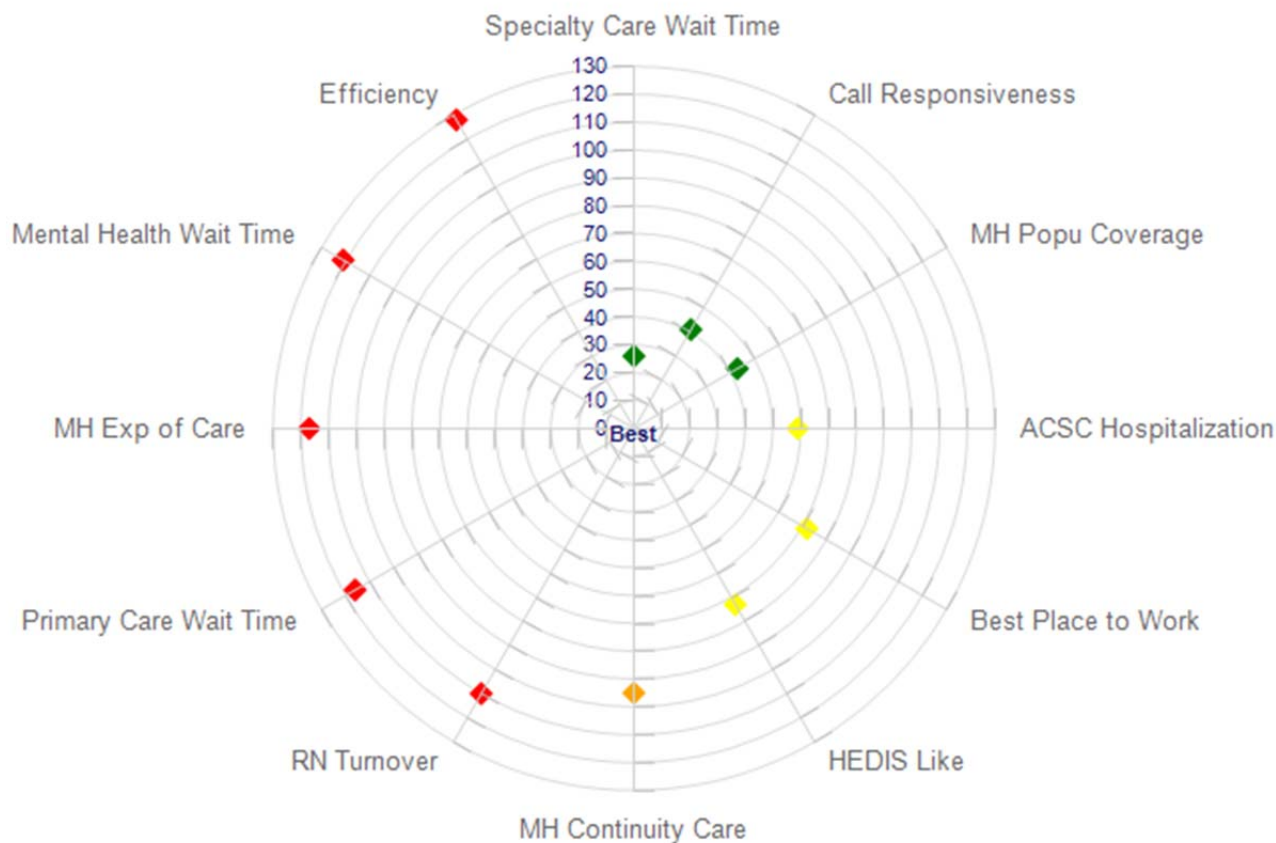 Specialty Care Wait Time
130
Efficiency
120
Call Responsiveness
110
100
90
80
Mental Health Wait Time
70
MH Popu Coverage
60
50
40
30
20
10
MH Exp of Care
0
Best
ACSC Hospitalization
Primary Care Wait Time
Best Place to Work
RN Turnover
HEDIS Like
MH Continuity Care